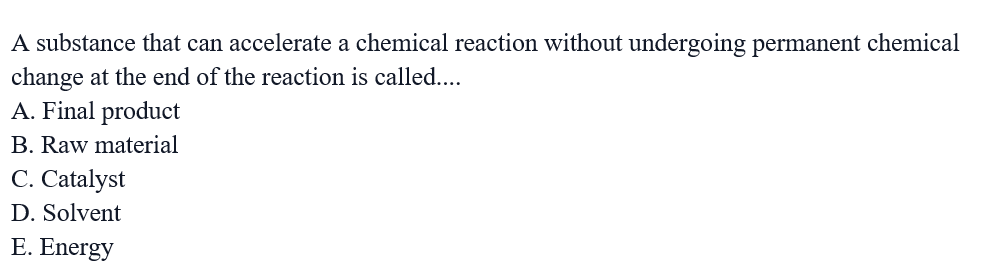 A substance that can accelerate a chemical reaction without undergoing permanent chemical
change at the end of the reaction is called....
A. Final product
B. Raw material
C. Catalyst
D. Solvent
E. Energy